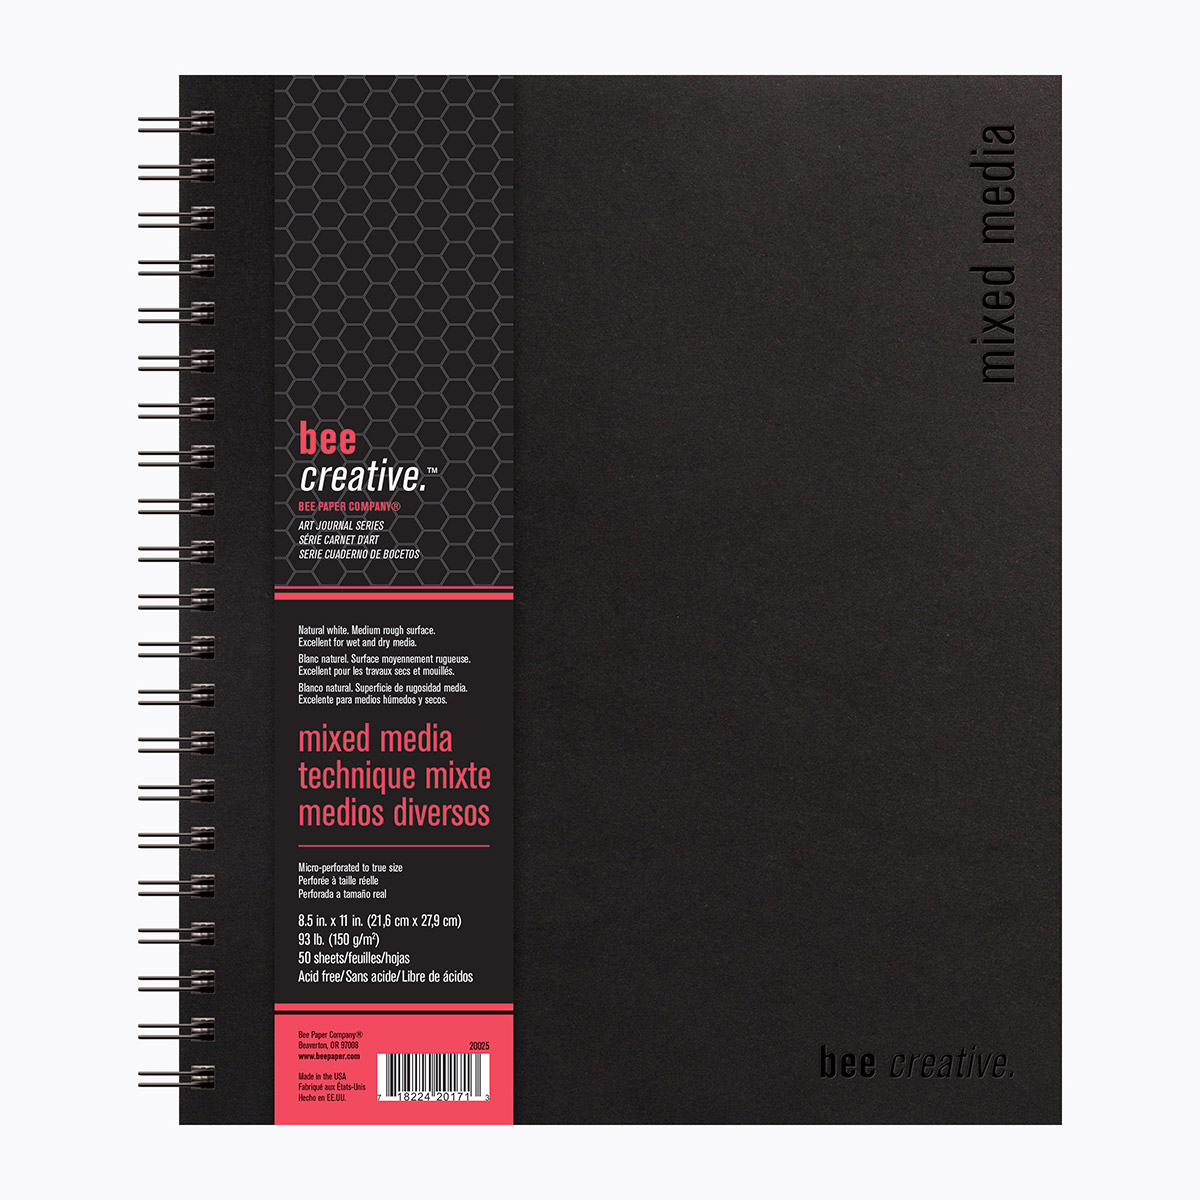 mixed media
bee
creative.™
BEE PAPER COMPANY®
ART JOURNAL SERIES
SÉRIE CARNET D'ART
SERIE CUADERNO DE BOCETOS
Natural white. Medium rough surface.
Excellent for wet and dry media.
Blanc naturel. Surface moyennement rugueuse.
Excellent pour les travaux secs et mouillés.
Blanco natural. Superficie de rugosidad media.
Excelente para medios húmedos y secos.
mixed media
technique mixte
medios diversos
Micro-perforated to true size
Perforée à taille réelle
Perforada a tamaño real
8.5 in. x 11 in. (21,6 cm x 27,9 cm)
93 lb. (150 g/m²)
50 sheets/feuilles/hojas
Acid free/Sans acide/Libre de ácidos
Bee Paper Company®
Beaverton, OR 97008
www.beepaper.com
20025
Made in the USA
Fabriqué aux États-Unis
Hecho en EE.UU.
7 18224 20171 3
bee creative.